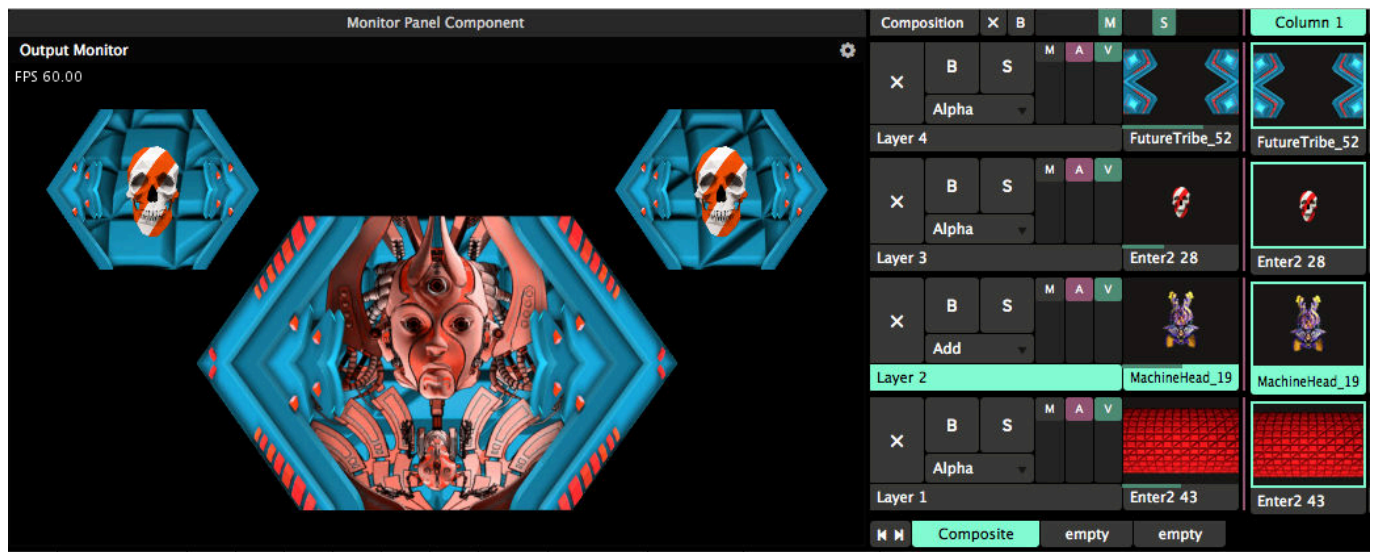 Monitor Panel Component
Output Monitor
FPS 60.00
Composition × B M S Column 1
B S M A V
Alpha
Layer 4 FutureTribe_52 FutureTribe_52
B S M A V
Alpha
Layer 3 Enter2 28 Enter2 28
B S M A V
Add
Layer 2 MachineHead_19 MachineHead_19
B S M A V
Alpha
Layer 1 Enter2 43 Enter2 43
Composite empty empty